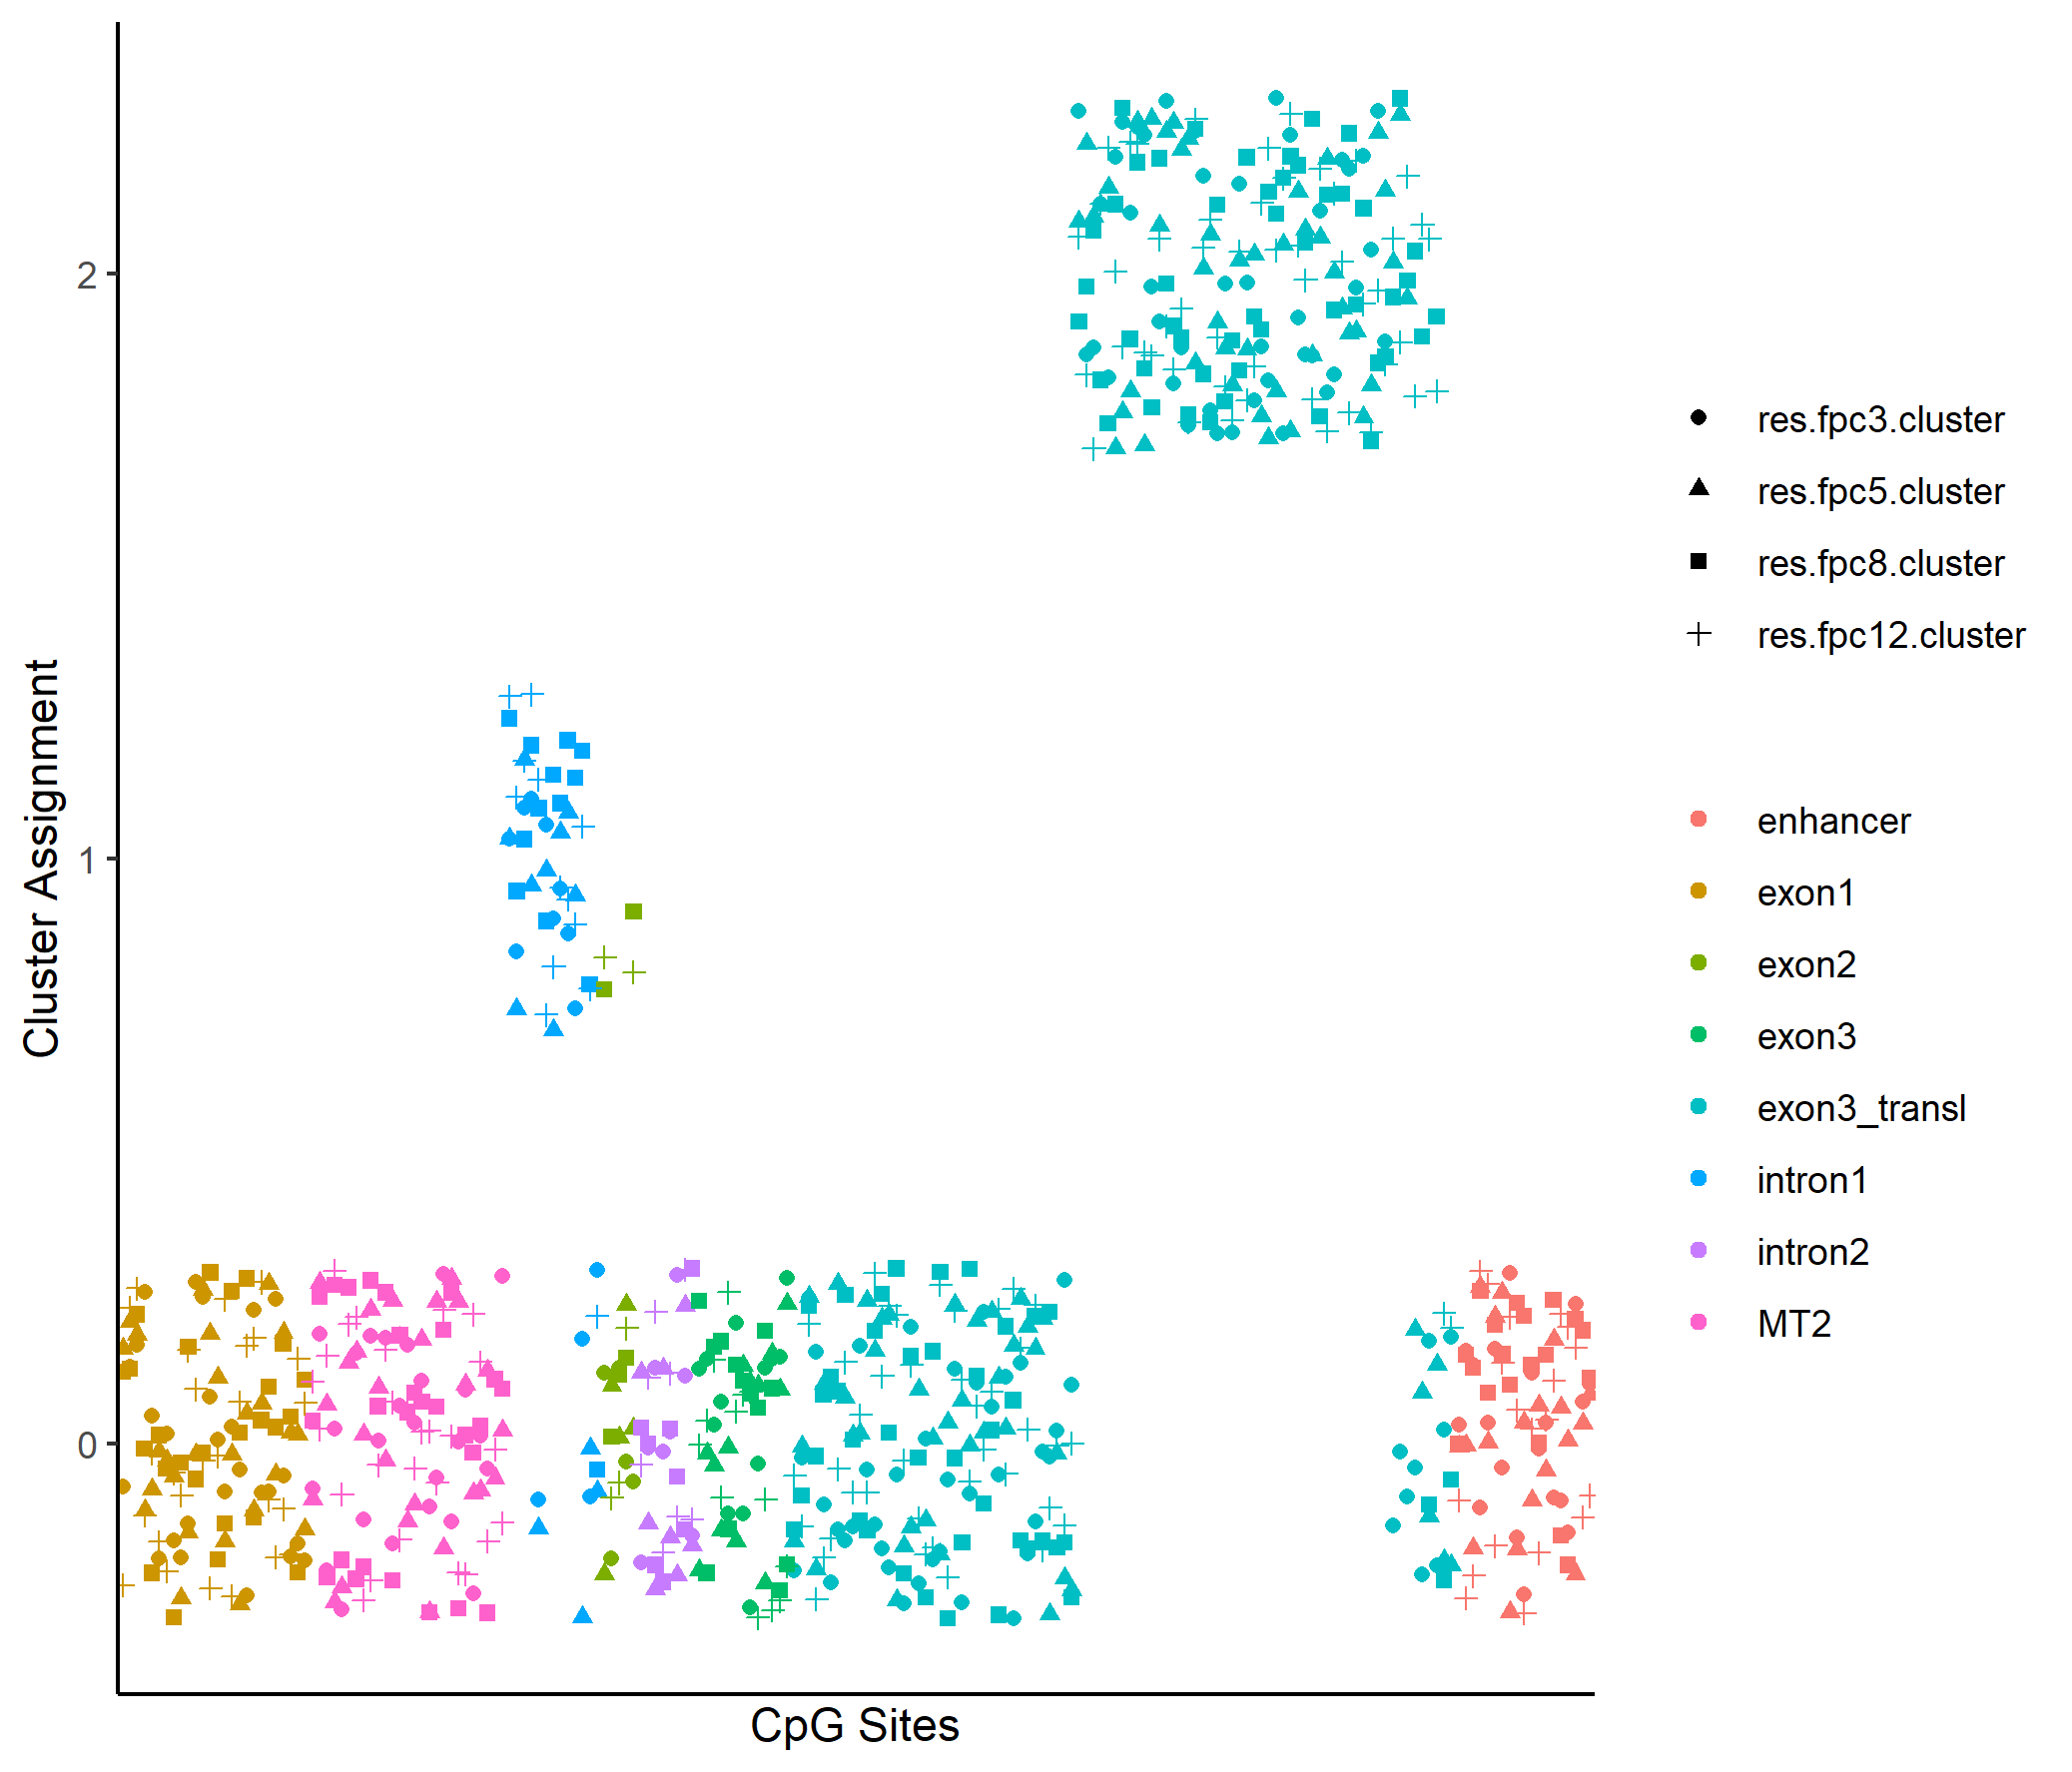 Cluster Assignment
2
1
0
CpG Sites
res.fpc3.cluster
res.fpc5.cluster
res.fpc8.cluster
res.fpc12.cluster
enhancer
exon1
exon2
exon3
exon3_transl
intron1
intron2
MT2